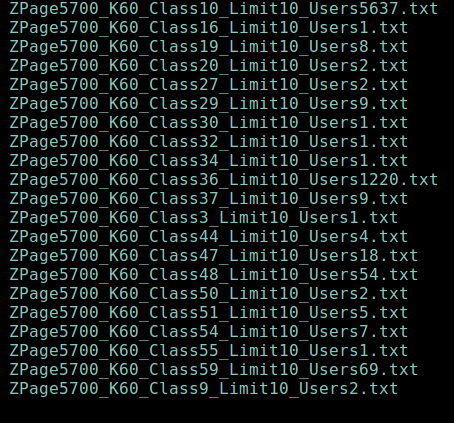 ZPage5700_K60_Class10_Limit10_Users5637.txt
ZPage5700_K60_Class16_Limit10_Users1.txt
ZPage5700_K60_Class19_Limit10_Users8.txt
ZPage5700_K60_Class20_Limit10_Users2.txt
ZPage5700_K60_Class27_Limit10_Users2.txt
ZPage5700_K60_Class29_Limit10_Users9.txt
ZPage5700_K60_Class30_Limit10_Users1.txt
ZPage5700_K60_Class32_Limit10_Users1.txt
ZPage5700_K60_Class34_Limit10_Users1.txt
ZPage5700_K60_Class36_Limit10_Users1220.txt
ZPage5700_K60_Class37_Limit10_Users9.txt
ZPage5700_K60_Class3_Limit10_Users1.txt
ZPage5700_K60_Class44_Limit10_Users4.txt
ZPage5700_K60_Class47_Limit10_Users18.txt
ZPage5700_K60_Class48_Limit10_Users54.txt
ZPage5700_K60_Class50_Limit10_Users2.txt
ZPage5700_K60_Class51_Limit10_Users5.txt
ZPage5700_K60_Class54_Limit10_Users7.txt
ZPage5700_K60_Class55_Limit10_Users1.txt
ZPage5700_K60_Class59_Limit10_Users69.txt
ZPage5700_K60_Class9_Limit10_Users2.txt